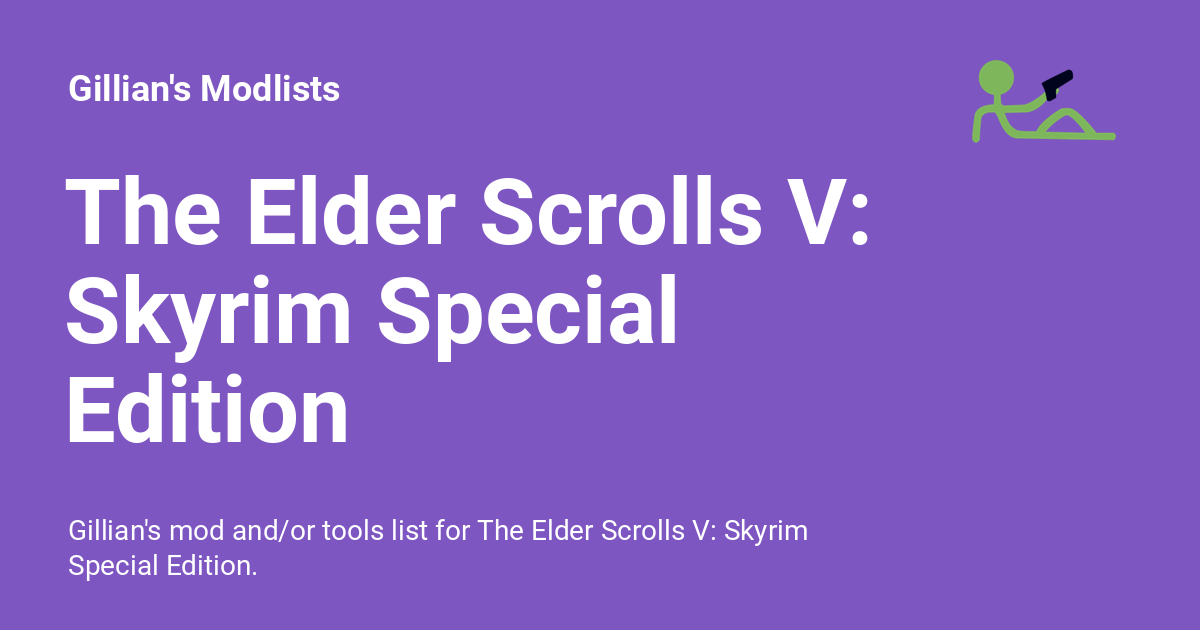 Gillian's Modlists
The Elder Scrolls V:
Skyrim Special
Edition
Gillian's mod and/or tools list for The Elder Scrolls V: Skyrim
Special Edition.